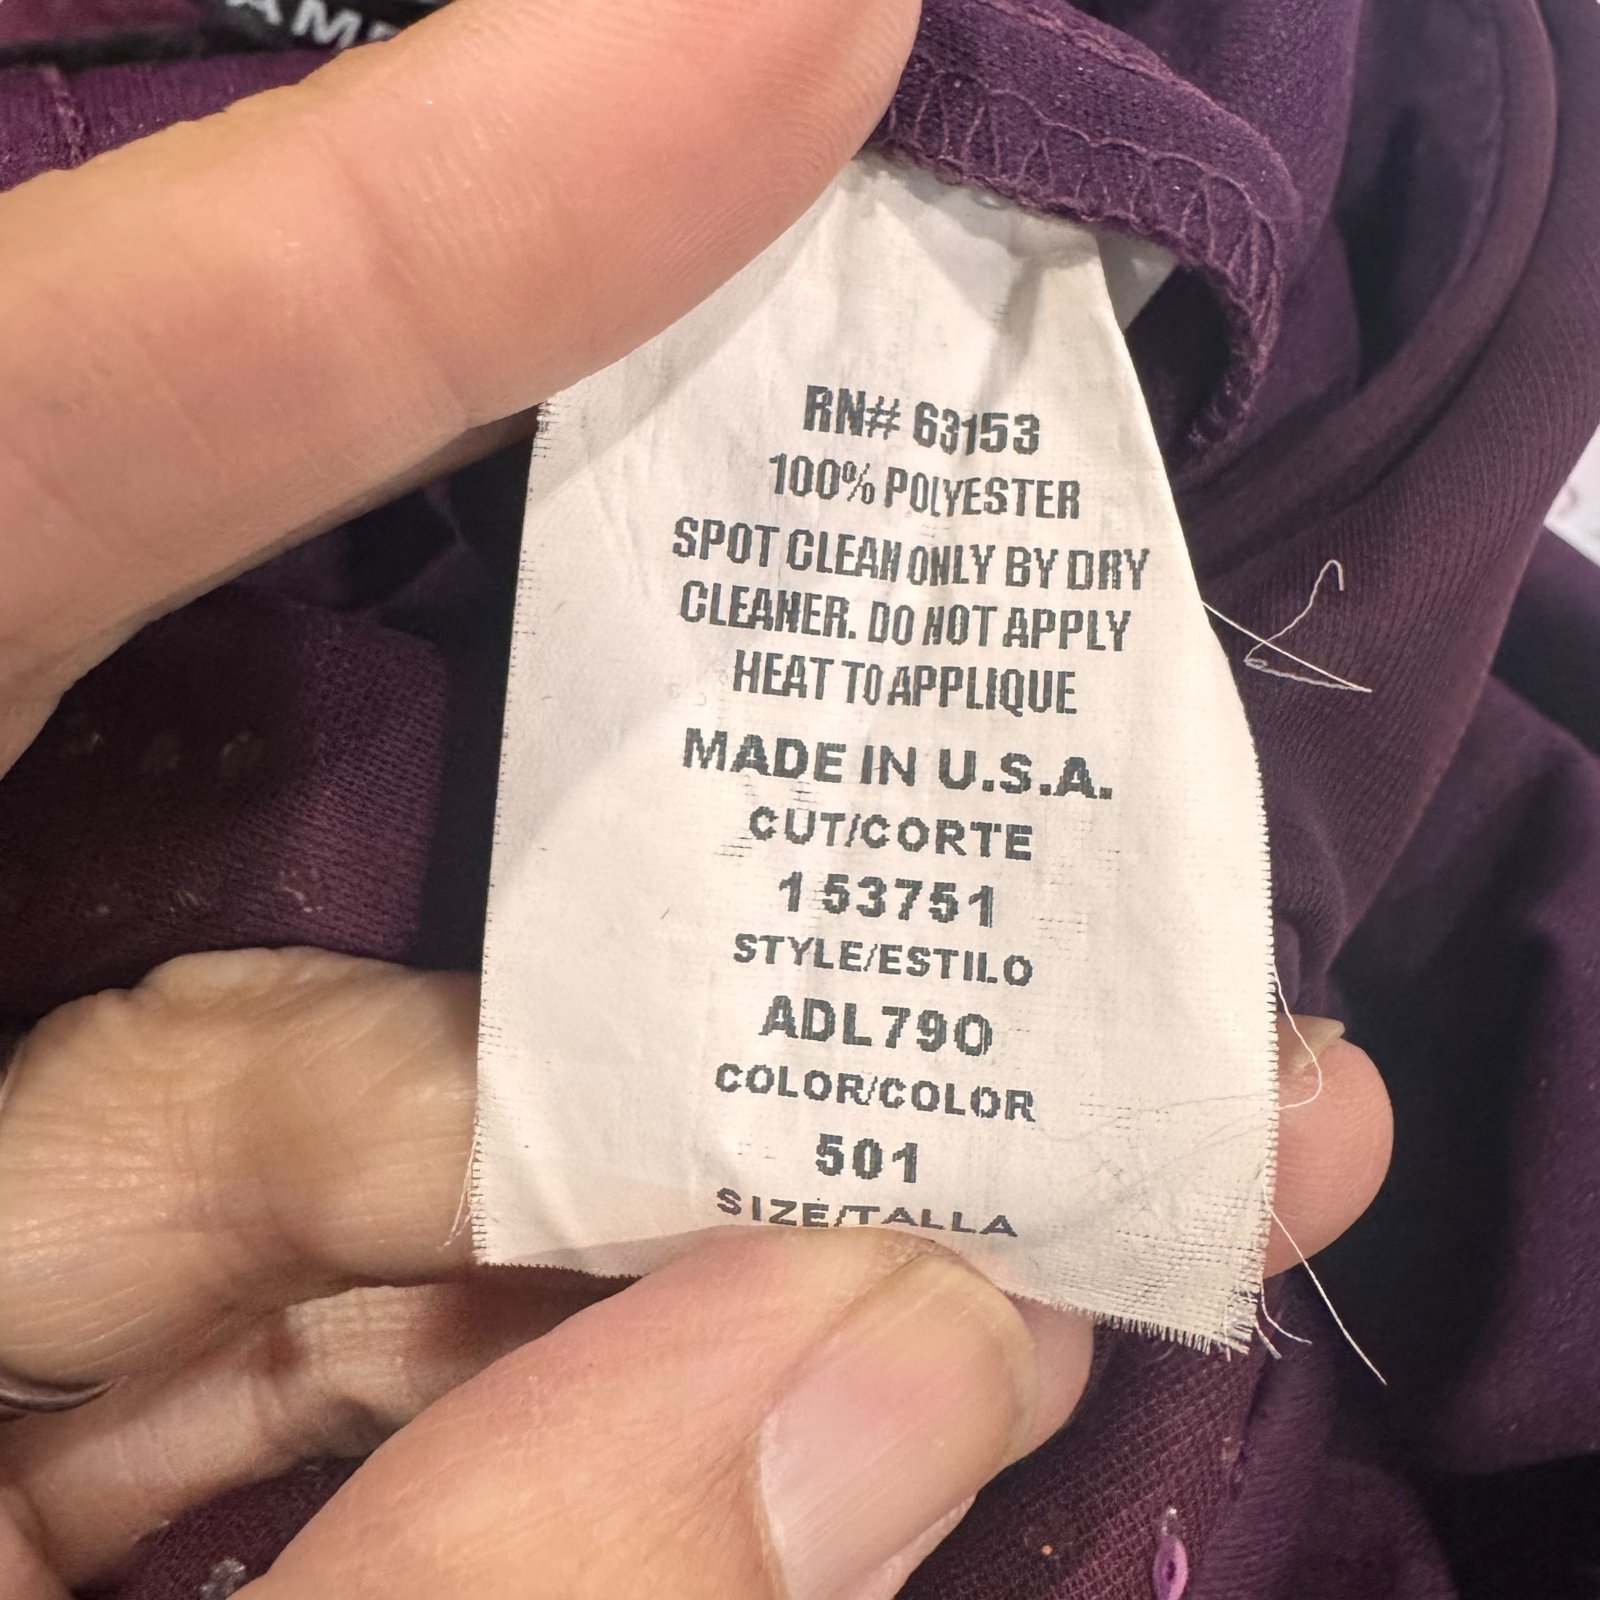 RN# 63153
100% POLYESTER
SPOT CLEAN ONLY BY DRY
CLEANER. DO NOT APPLY
HEAT TO APPLIQUE
MADE IN U.S.A.
CUT/CORTE
153751
STYLE/ESTILO
ADL790
COLOR/COLOR
501
SIZE/TALLA